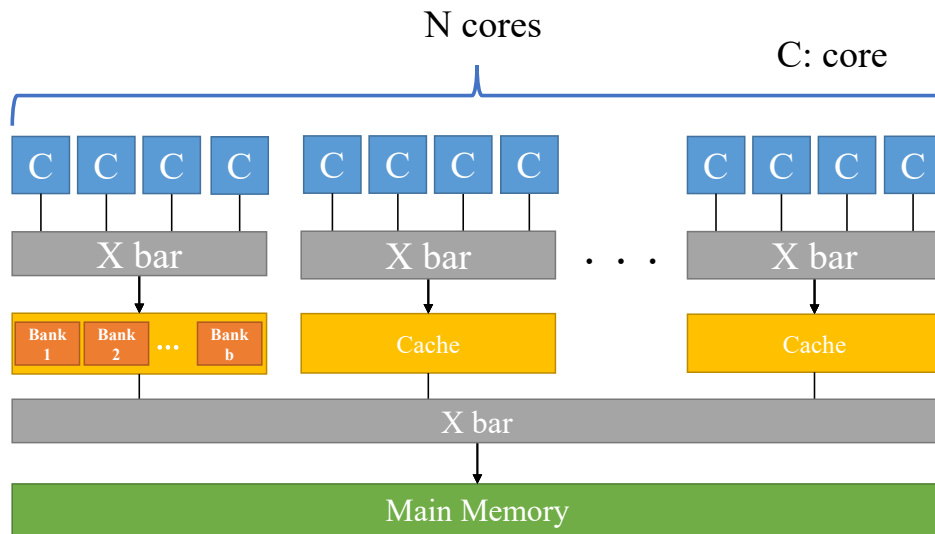 N cores
C: core
C C C C C C C C C C C C
X bar X bar . . . X bar
Bank 1 Bank 2 ... Bank b Cache Cache
X bar
Main Memory